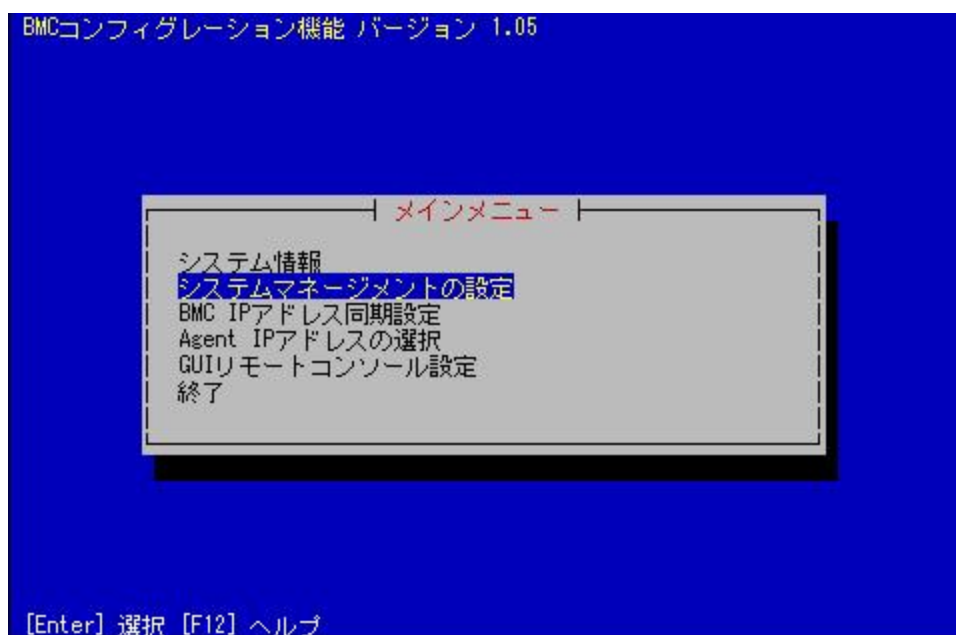 BMCコンフィグレーション機能 バージョン 1.05
メインメニュー
システム情報
システムマネージメントの設定
BMC IPアドレス同期設定
Agent IPアドレスの選択
GUIリモートコンソール設定
終了
[Enter] 選択 [F12] ヘルプ